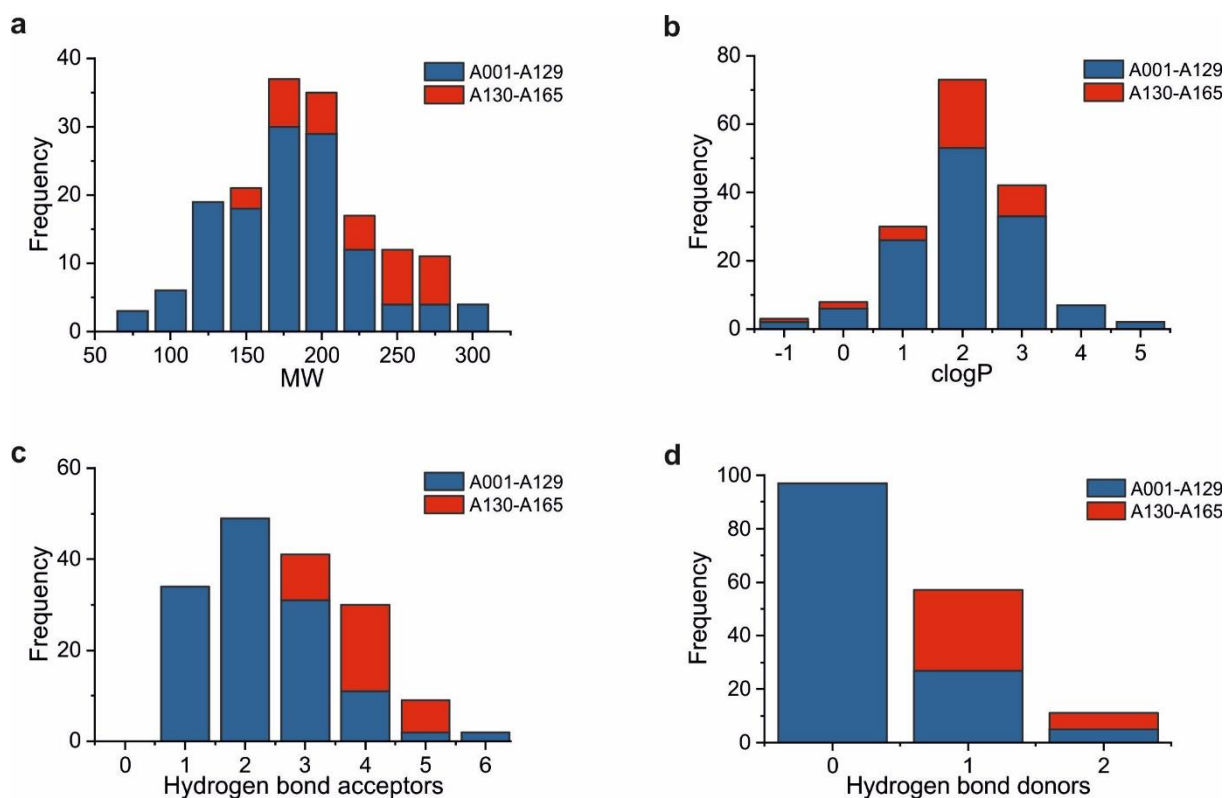 a
40
30
20
10
0
Frequency
50 100 150 200 250 300
MW
A001-A129
A130-A165
b
80
60
40
20
0
Frequency
-1 0 1 2 3 4 5
clogP
A001-A129
A130-A165
c
60
40
20
0
Frequency
0 1 2 3 4 5 6
Hydrogen bond acceptors
A001-A129
A130-A165
d
100
80
60
40
20
0
Frequency
0 1 2
Hydrogen bond donors
A001-A129
A130-A165